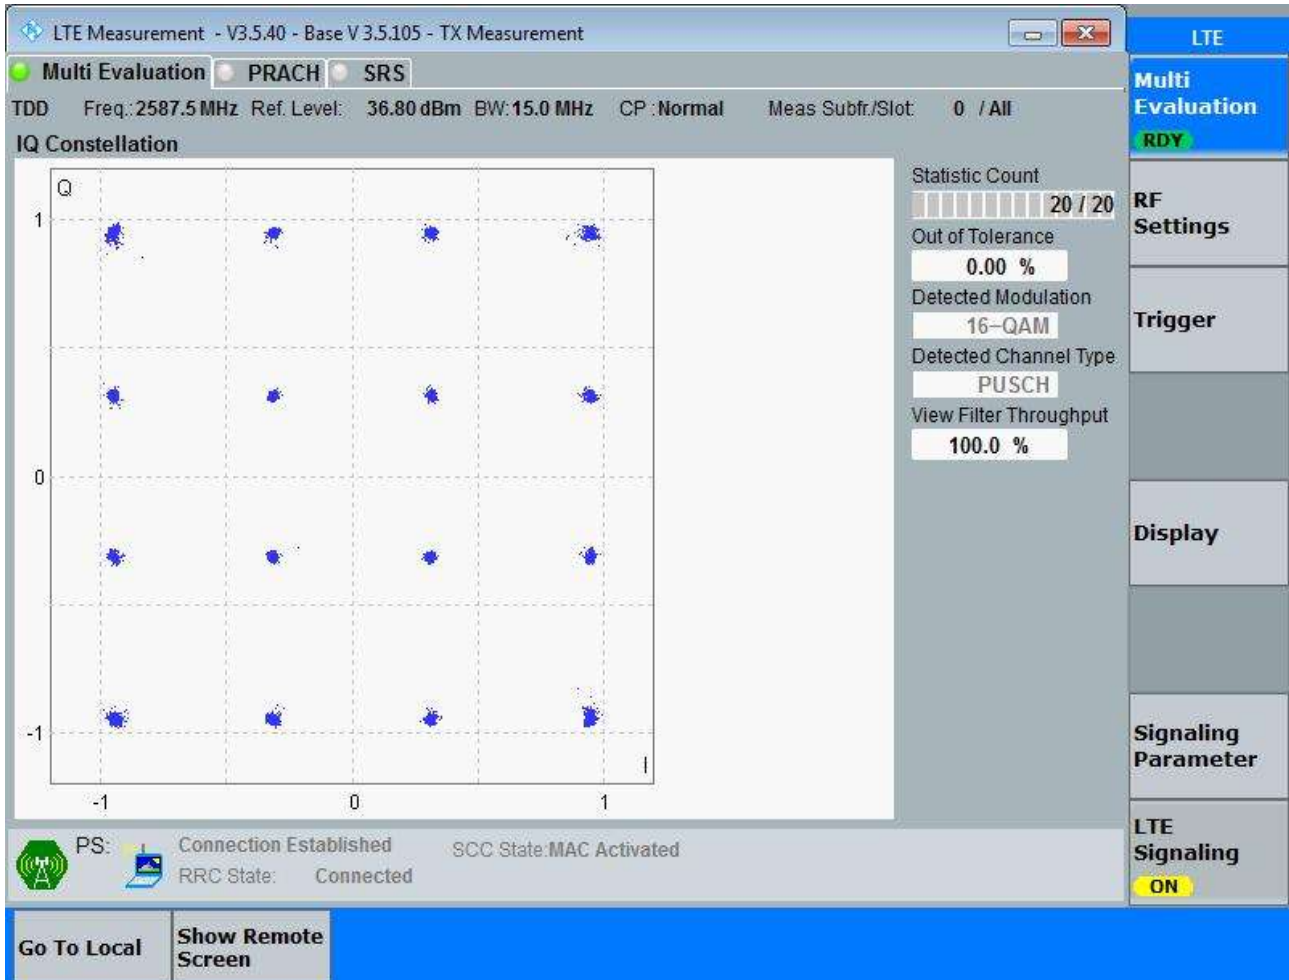 LTE Measurement - V3.5.40 - Base V 3.5.105 - TX Measurement
LTE
Multi Evaluation PRACH SRS
TDD Freq.: 2587.5 MHz Ref. Level: 36.80 dBm BW: 15.0 MHz CP : Normal Meas Subfr./Slot: 0 / All
IQ Constellation
Q
1
0
-1
I
-1 0 1
Statistic Count
20 / 20
Out of Tolerance
0.00 %
Detected Modulation
16-QAM
Detected Channel Type
PUSCH
View Filter Throughput
100.0 %
Multi
Evaluation
RDY
RF
Settings
Trigger
Display
Signaling
Parameter
LTE
Signaling
ON
PS: Connection Established SCC State: MAC Activated
RRC State: Connected
Go To Local
Show Remote
Screen